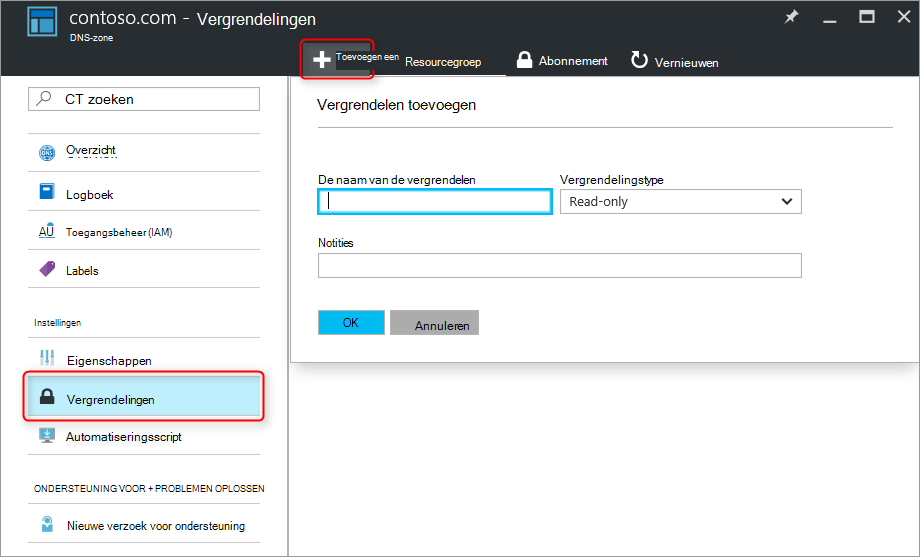 contoso.com - Vergrendelingen
DNS-zone
Toevoegen een
Resourcegroep
Abonnement
Vernieuwen
CT zoeken
Overzicht
Logboek
Toegangsbeheer (IAM)
Labels
Instellingen
Eigenschappen
Vergrendelingen
Automatiseringsscript
ONDERSTEUNING VOOR + PROBLEMEN OPLOSSEN
Nieuwe verzoek voor ondersteuning
Vergrendelen toevoegen
De naam van de vergrendelen
Vergrendelingstype
Read-only
Notities
OK
Annuleren